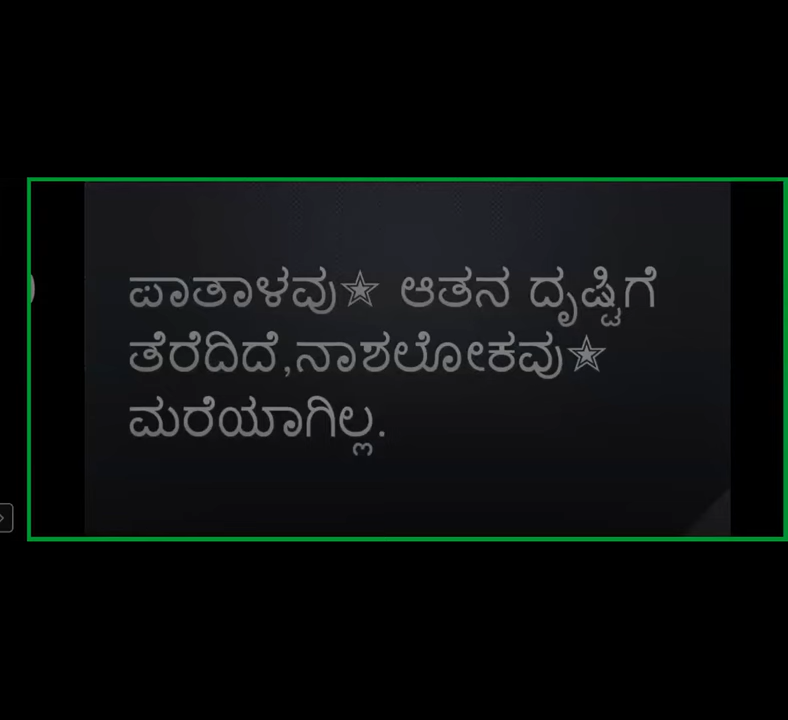 ಪಾತಾಳವು☆ ಆತನ ದೃಷ್ಟಿಗೆ
ತೆರೆದಿದೆ,ನಾಶಲೋಕವು☆
ಮರೆಯಾಗಿಲ್ಲ.